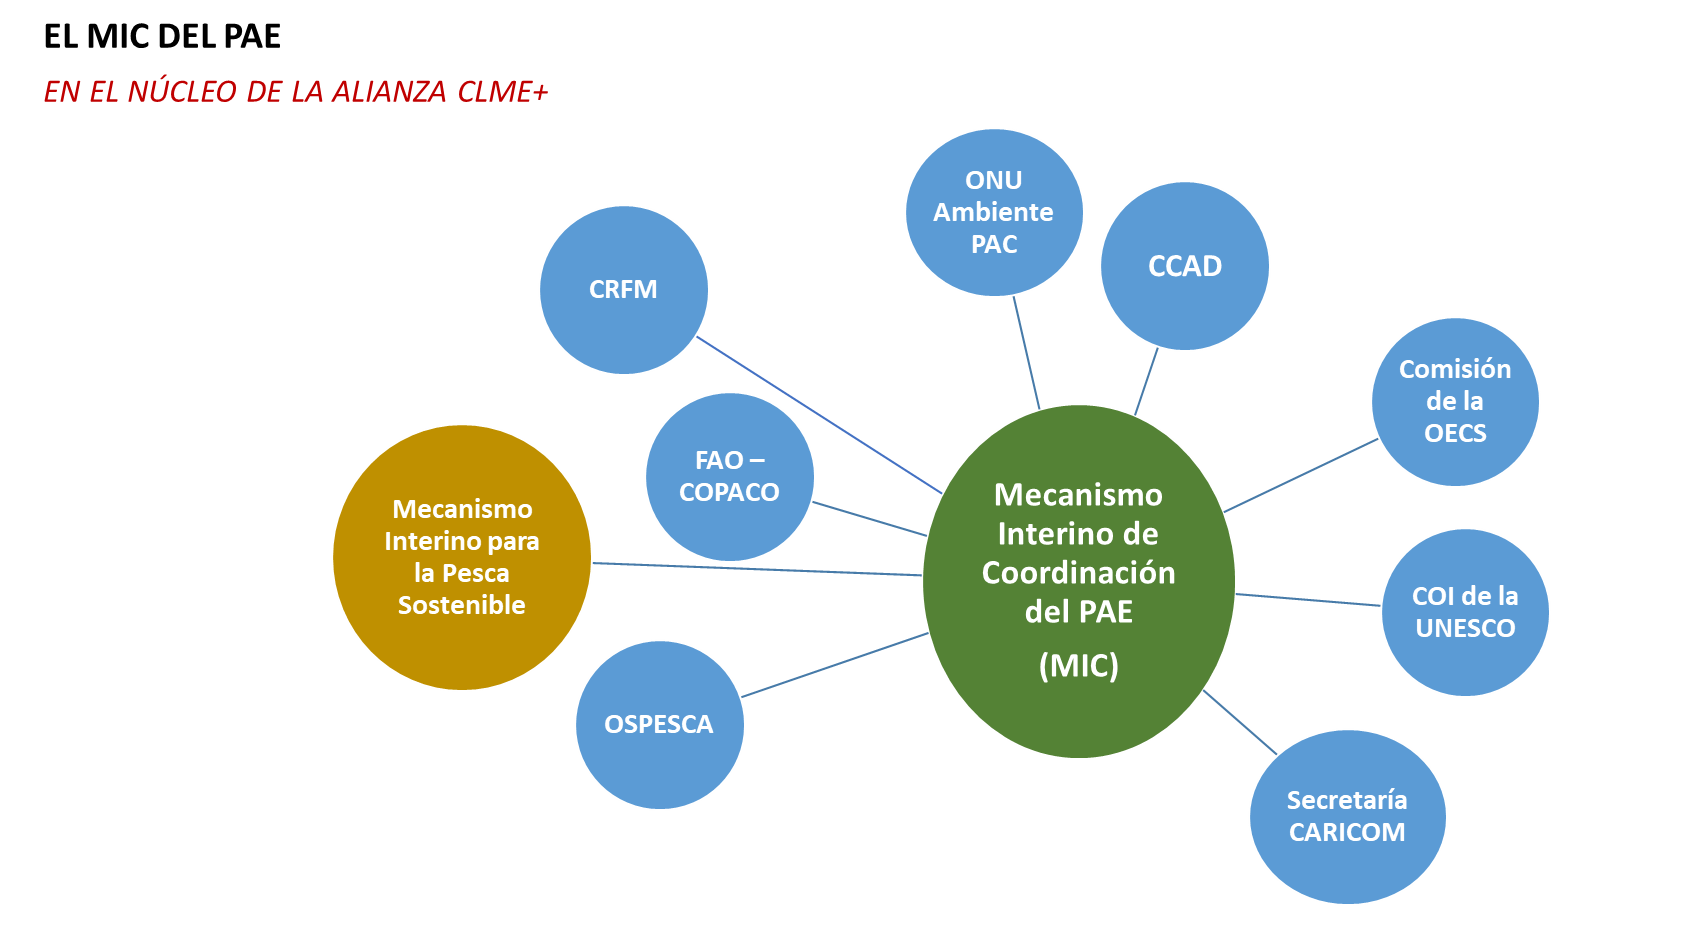 EL MIC DEL PAE
EN EL NÚCLEO DE LA ALIANZA CLME+
ONU
Ambiente
PAC
CCAD
CRFM
Comisión
de la
OECS
FAO –
COPACO
Mecanismo
Interino para
la Pesca
Sostenible
Mecanismo
Interino de
Coordinación
del PAE
(MIC)
COI de la
UNESCO
OSPESCA
Secretaría
CARICOM